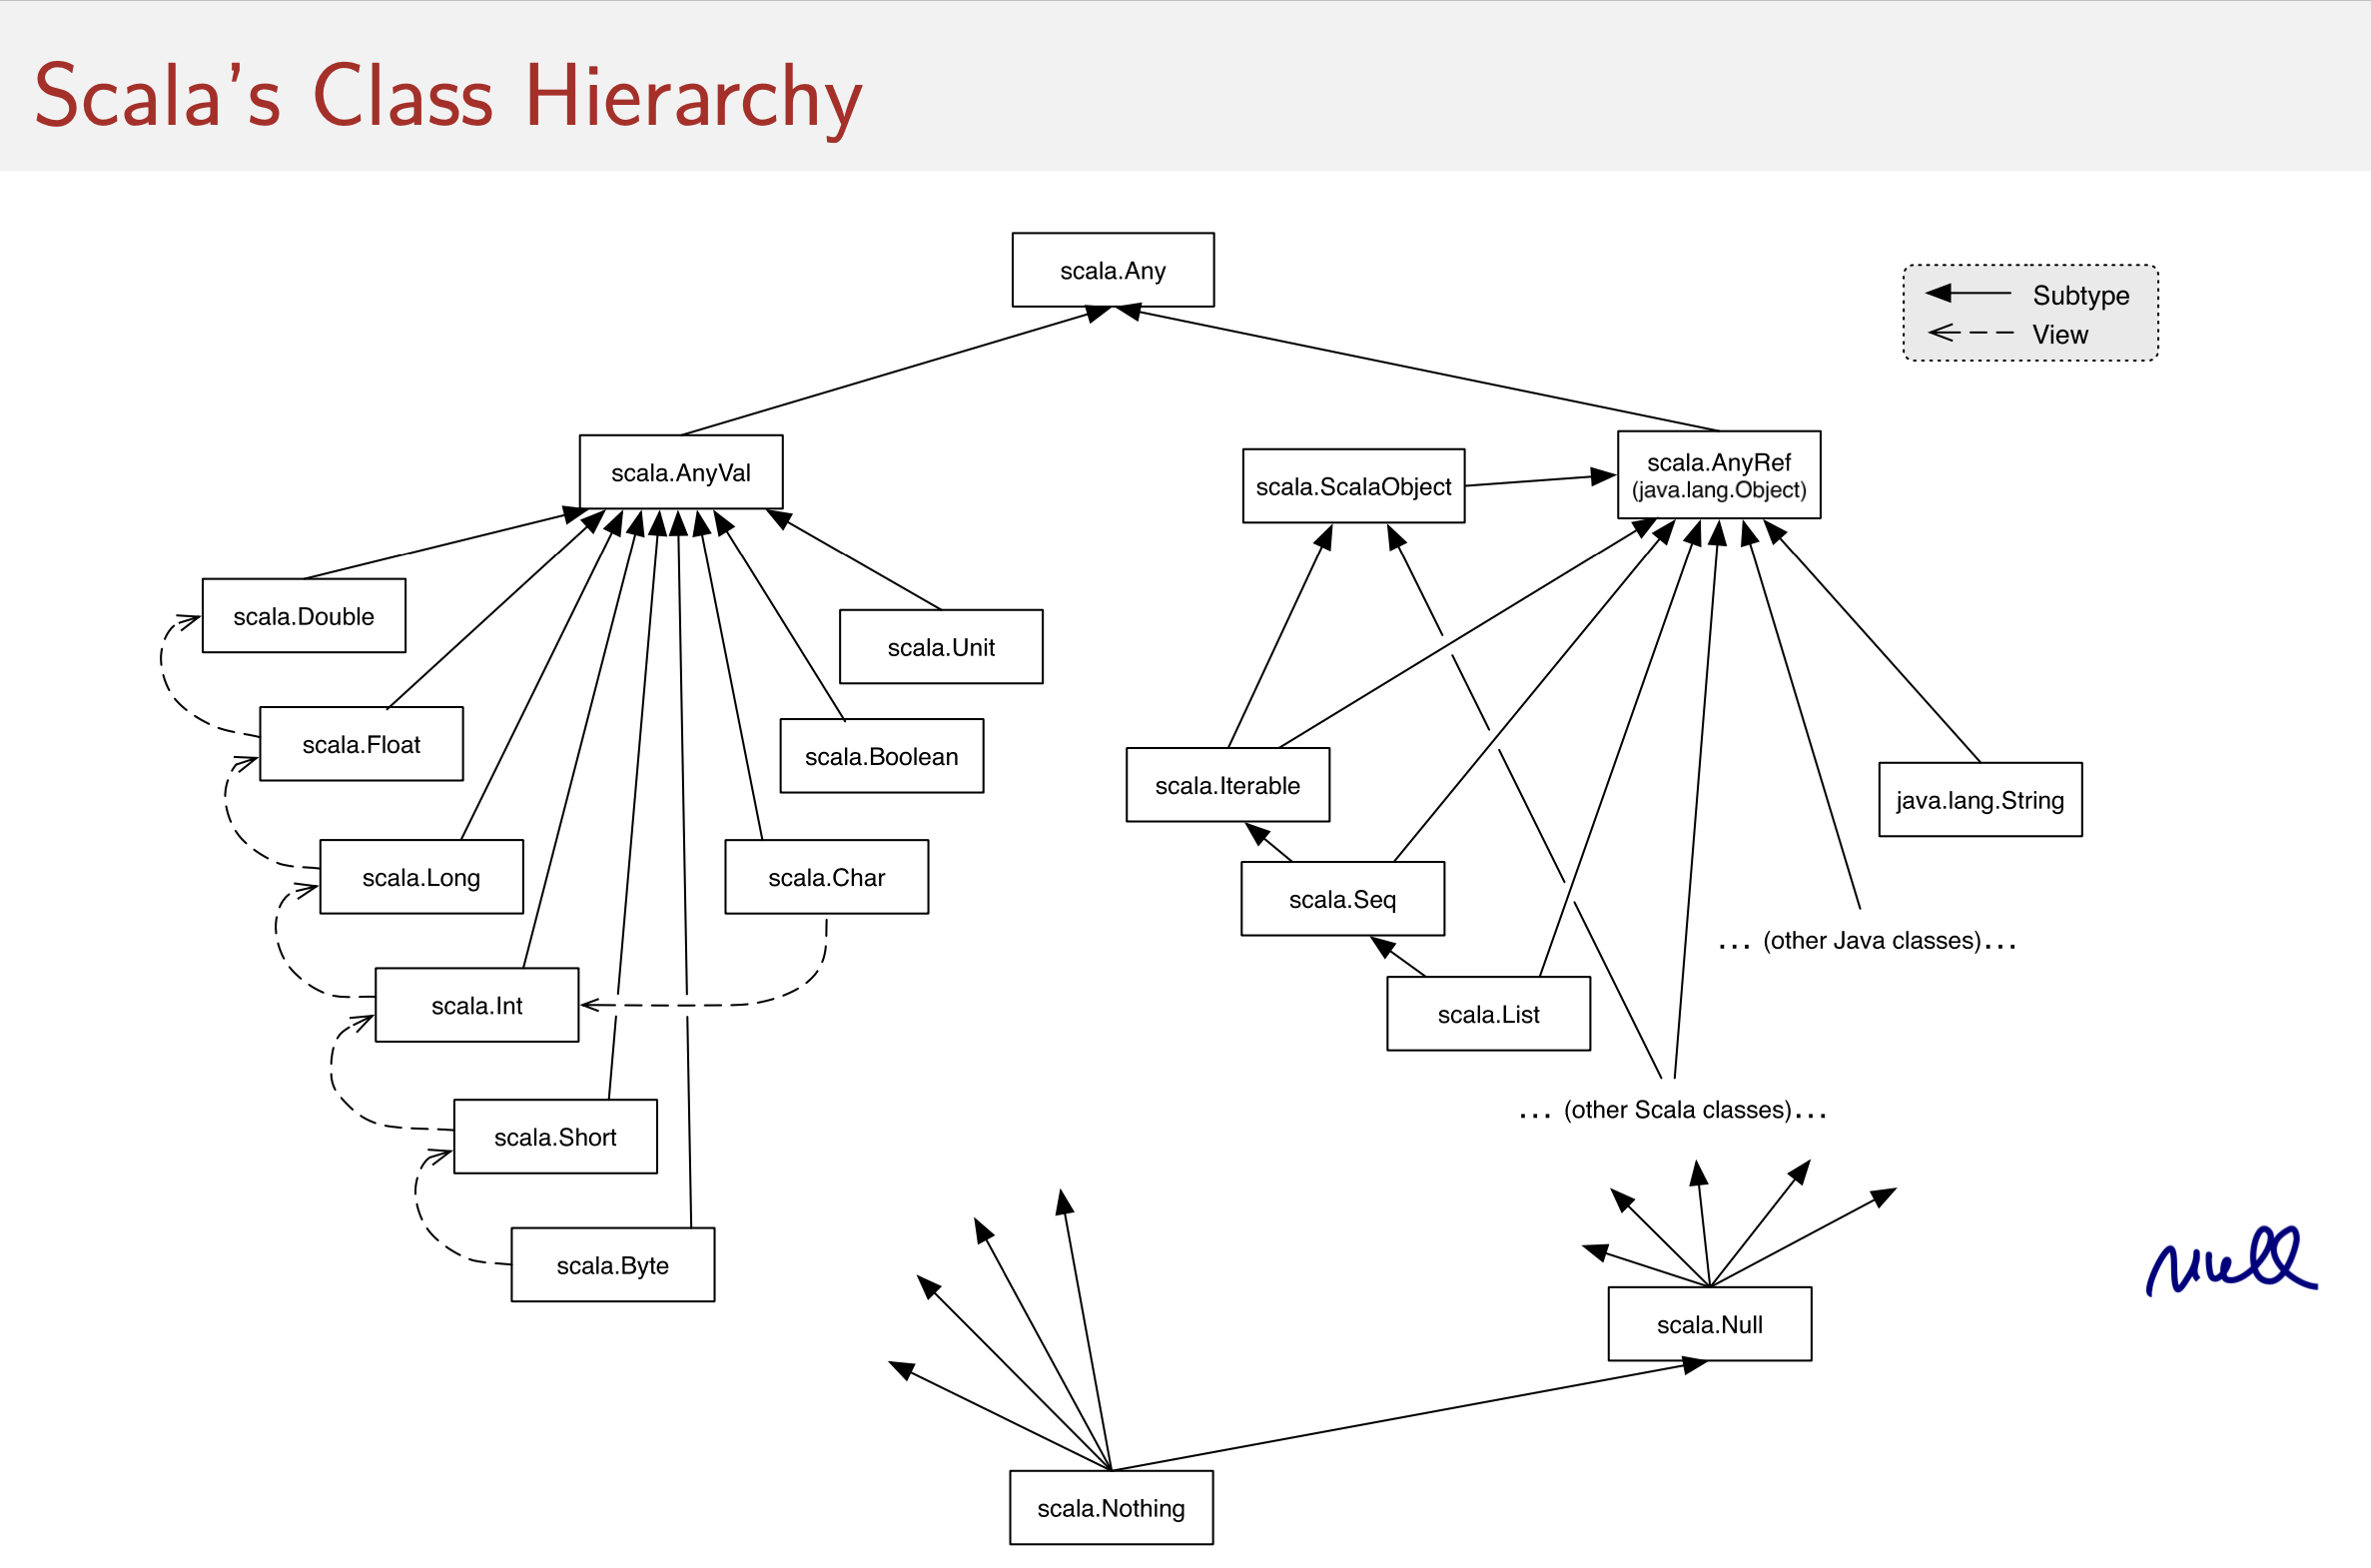 Scala's Class Hierarchy
scala.Any
Subtype
View
scala.AnyVal
scala.ScalaObject
scala.AnyRef
(java.lang.Object)
scala.Double
scala.Unit
scala.Float
scala.Boolean
scala.Iterable
java.lang.String
scala.Long
scala.Char
scala.Seq
... (other Java classes)...
scala.Int
scala.List
... (other Scala classes)...
scala.Short
scala.Byte
null
scala.Null
scala.Nothing